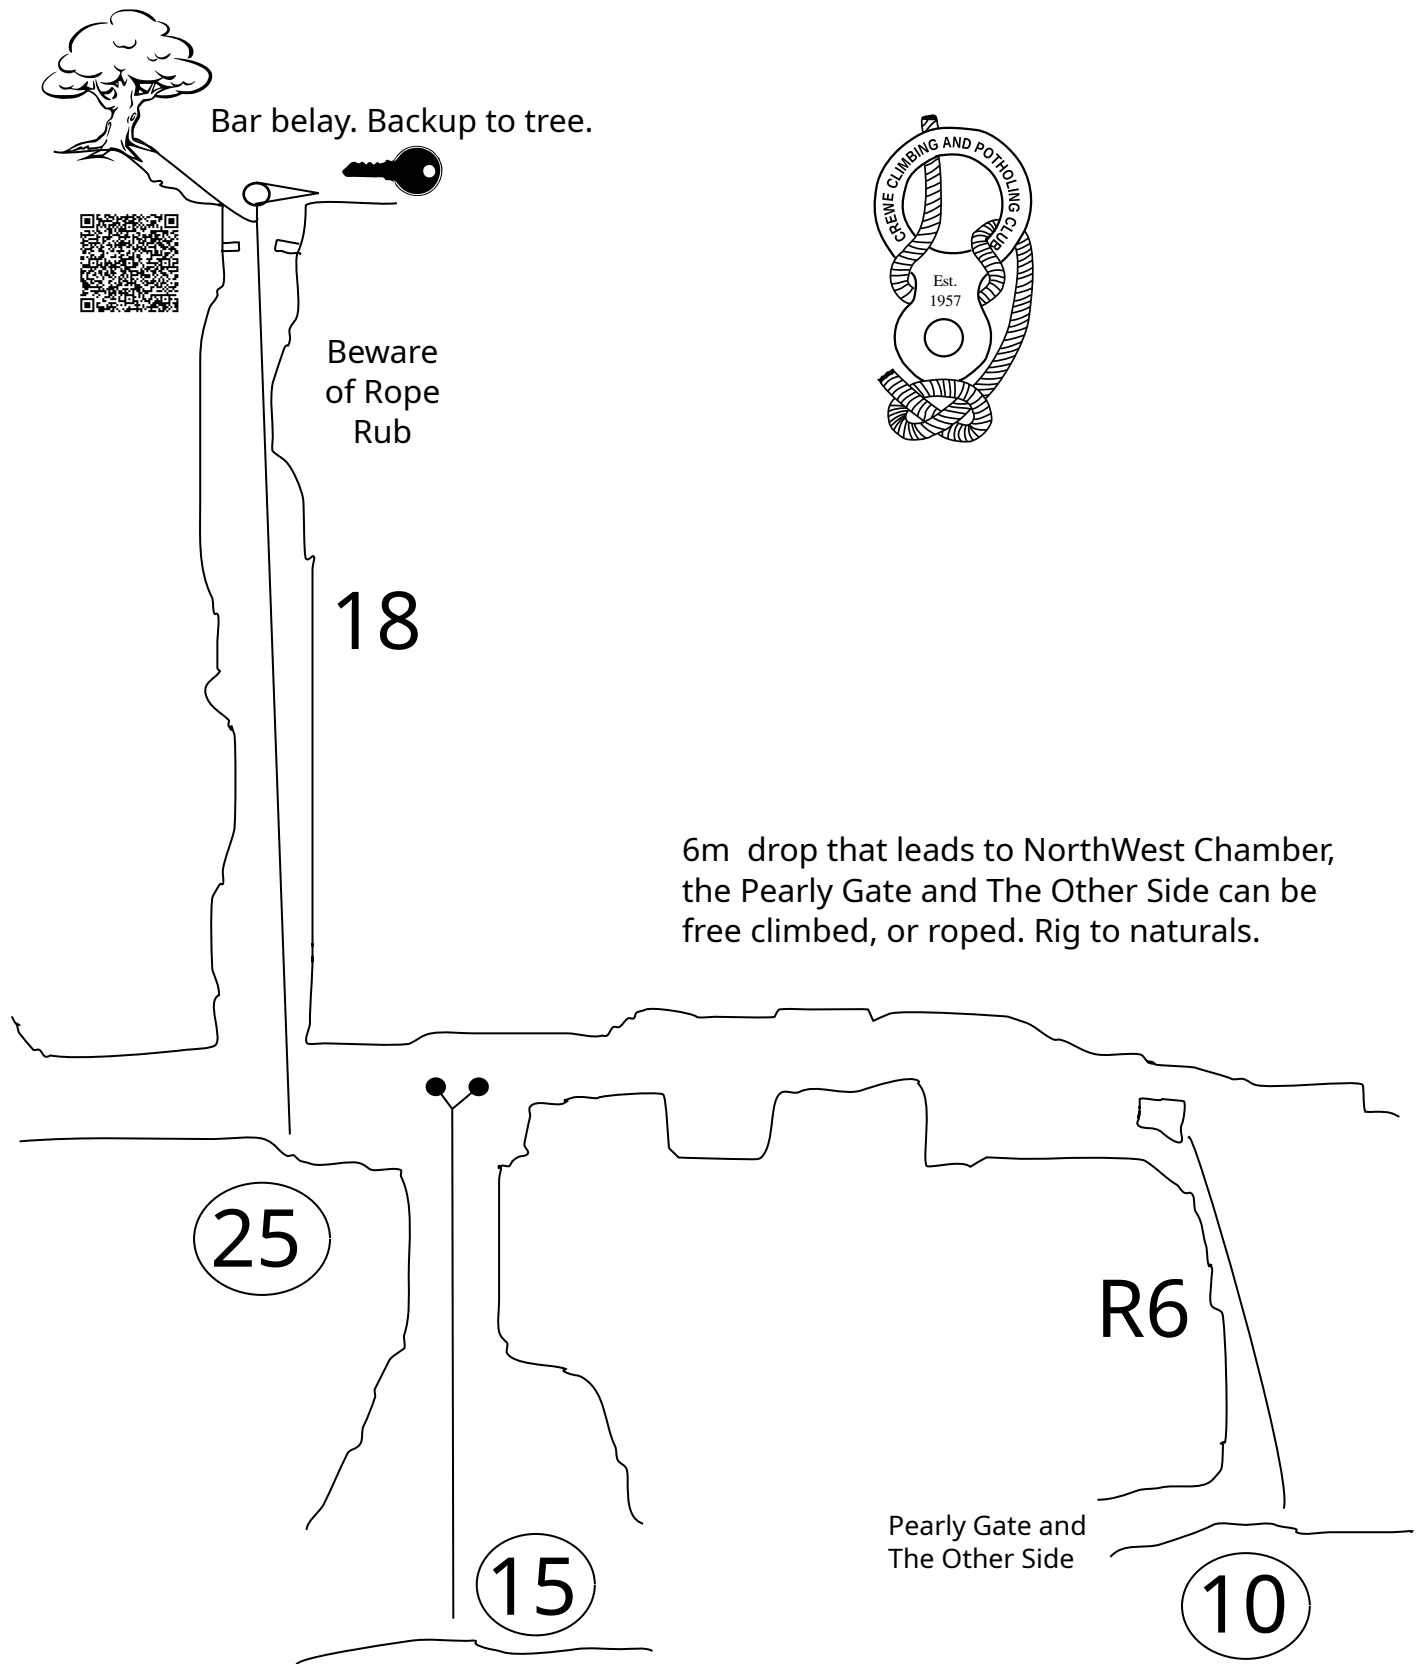 Bar belay. Backup to tree.
CREWE CLIMBING AND POTHOLING CLUB
Est.
1957
Beware
of Rope
Rub
18
6m  drop that leads to NorthWest Chamber,
the Pearly Gate and The Other Side can be
free climbed, or roped. Rig to naturals.
25
R6
Pearly Gate and
The Other Side
15
10